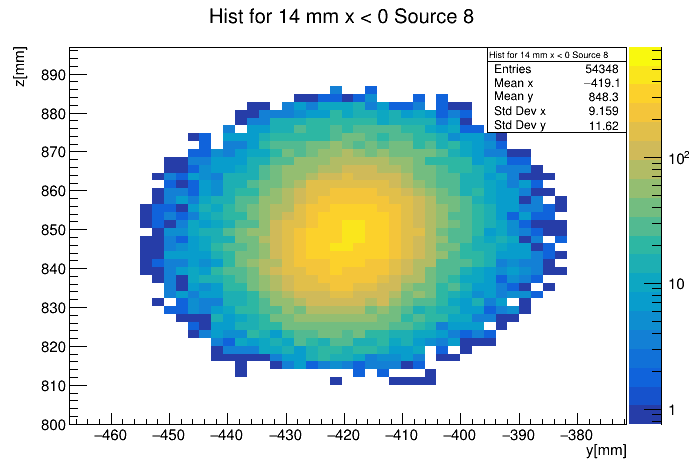 Hist for 14 mm x < 0 Source 8
z[mm]
Hist for 14 mm x < 0 Source 8
Entries 54348
Mean x −419.1
Mean y 848.3
Std Dev x 9.159
Std Dev y 11.62
890
880
870
860
850
840
830
820
810
800
10²
10
1
−460 −450 −440 −430 −420 −410 −400 −390 −380
y[mm]